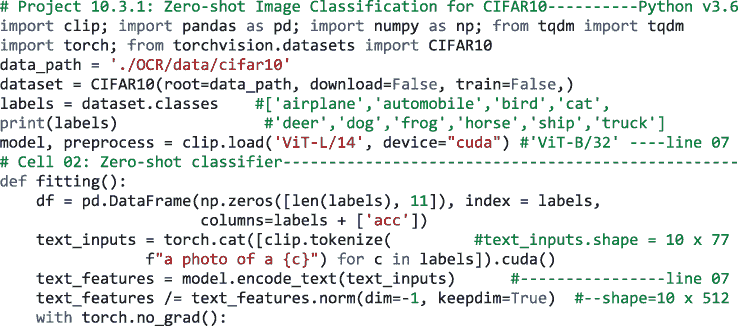 # Project 10.3.1: Zero-shot Image Classification for CIFAR10----------Python v3.6
import clip; import pandas as pd; import numpy as np; from tqdm import tqdm
import torch; from torchvision.datasets import CIFAR10
data_path = './OCR/data/cifar10'
dataset = CIFAR10(root=data_path, download=False, train=False,)
labels = dataset.classes    #['airplane','automobile','bird','cat',
print(labels)                #'deer','dog','frog','horse','ship','truck']
model, preprocess = clip.load('ViT-L/14', device="cuda") #'ViT-B/32' ----line 07
# Cell 02: Zero-shot classifier--------------------------------------------------
def fitting():
    df = pd.DataFrame(np.zeros([len(labels), 11]), index = labels,
                      columns=labels + ['acc'])
    text_inputs = torch.cat([clip.tokenize(         #text_inputs.shape = 10 x 77
                f"a photo of a {c}") for c in labels]).cuda()
    text_features = model.encode_text(text_inputs)      #----------------line 07
    text_features /= text_features.norm(dim=-1, keepdim=True)  #--shape=10 x 512
    with torch.no_grad():